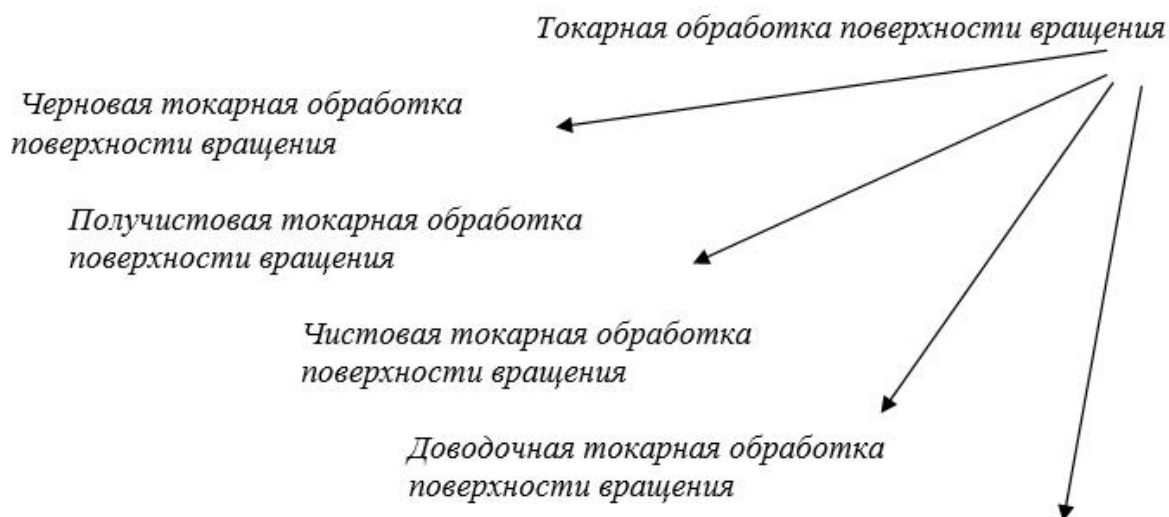 Токарная обработка поверхности вращения
Черновая токарная обработка
поверхности вращения
Получистовая токарная обработка
поверхности вращения
Чистовая токарная обработка
поверхности вращения
Доводочная токарная обработка
поверхности вращения